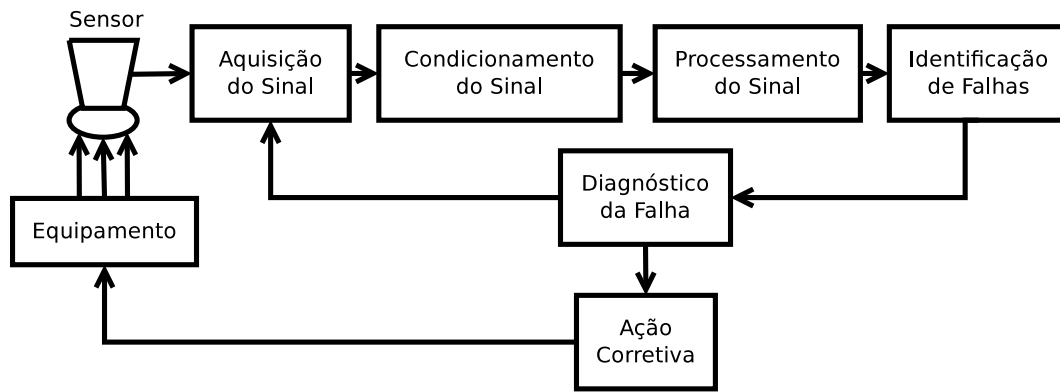 Sensor
Aquisição
do Sinal
Condicionamento
do Sinal
Processamento
do Sinal
Identificação
de Falhas
Diagnóstico
da Falha
Equipamento
Ação
Corretiva